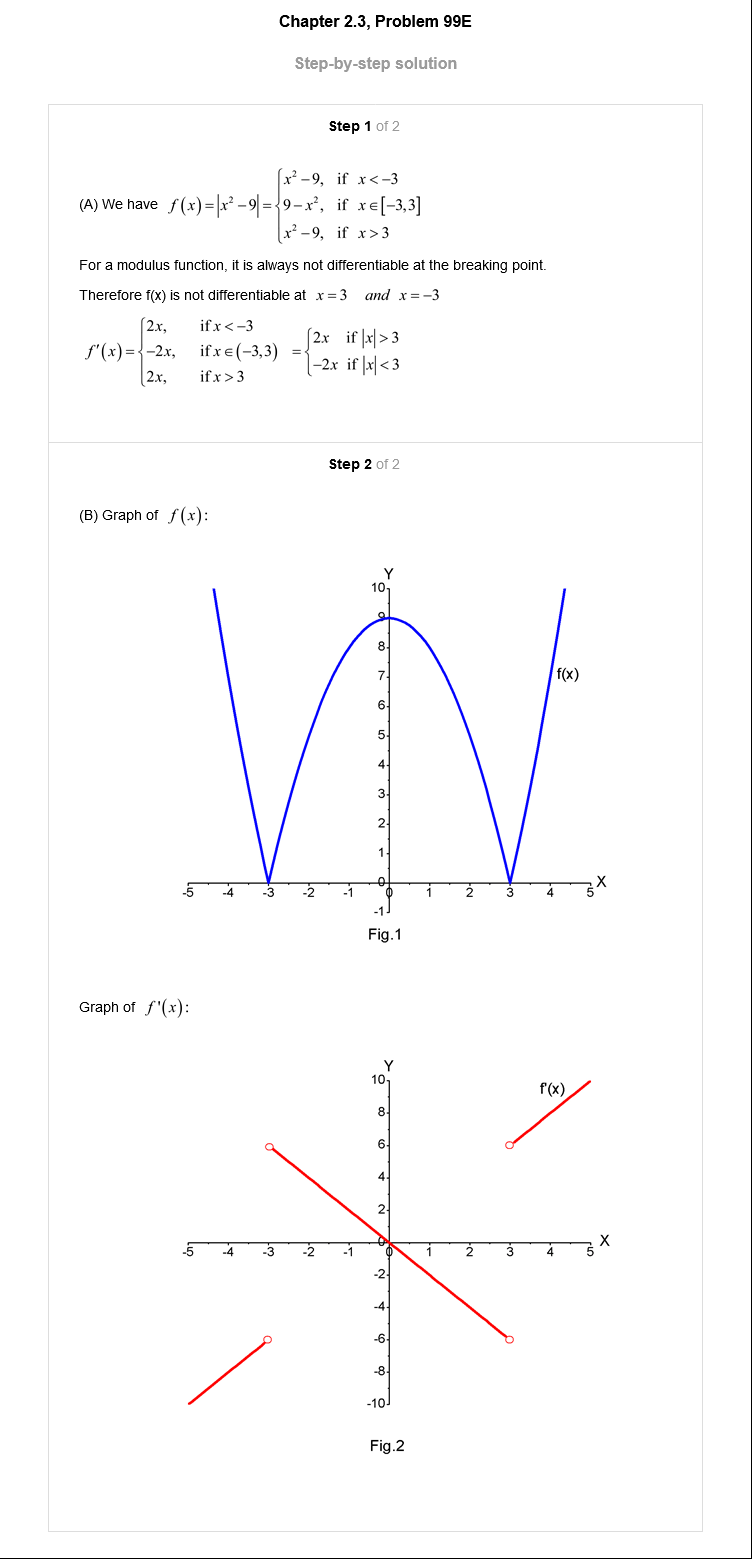 Chapter 2.3, Problem 99E
Step-by-step solution
Step 1 of 2
(A) We have f(x)=|x²−9|={x²−9, if x<−3
9−x², if x∈[−3,3]
x²−9, if x>3
For a modulus function, it is always not differentiable at the breaking point.
Therefore f(x) is not differentiable at x=3 and x=−3
f'(x)={2x, if x<−3
−2x, if x∈(−3,3)
2x, if x>3
={2x if |x|>3
−2x if |x|<3
Step 2 of 2
(B) Graph of f(x):
Y
10
9
8
7
f(x)
6
5
4
3
2
1
0
X
-5 -4 -3 -2 -1 0 1 2 3 4 5
-1
Fig.1
Graph of f'(x):
Y
10
f'(x)
8
6
4
2
0
X
-5 -4 -3 -2 -1 0 1 2 3 4 5
-2
-4
-6
-8
-10
Fig.2